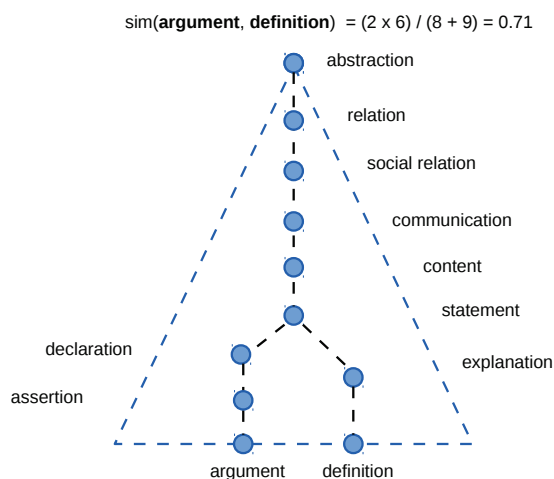 sim(argument, definition) = (2 x 6) / (8 + 9) = 0.71
abstraction
relation
social relation
communication
content
statement
declaration
explanation
assertion
argument definition